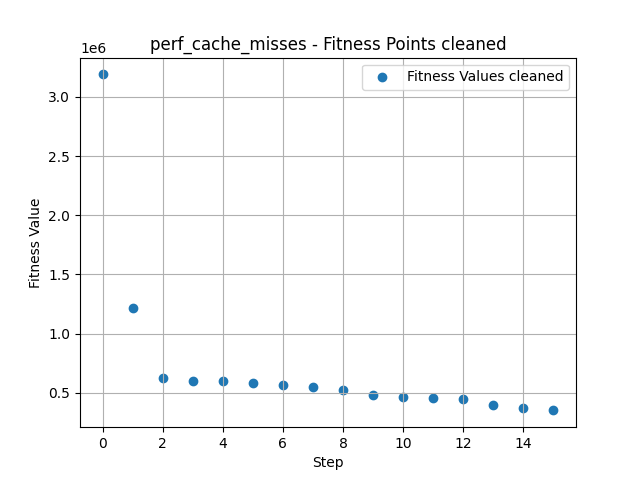 perf_cache_misses - Fitness Points cleaned
1e6
Fitness Values cleaned
3.0
2.5
2.0
1.5
1.0
0.5
Fitness Value
0 2 4 6 8 10 12 14
Step